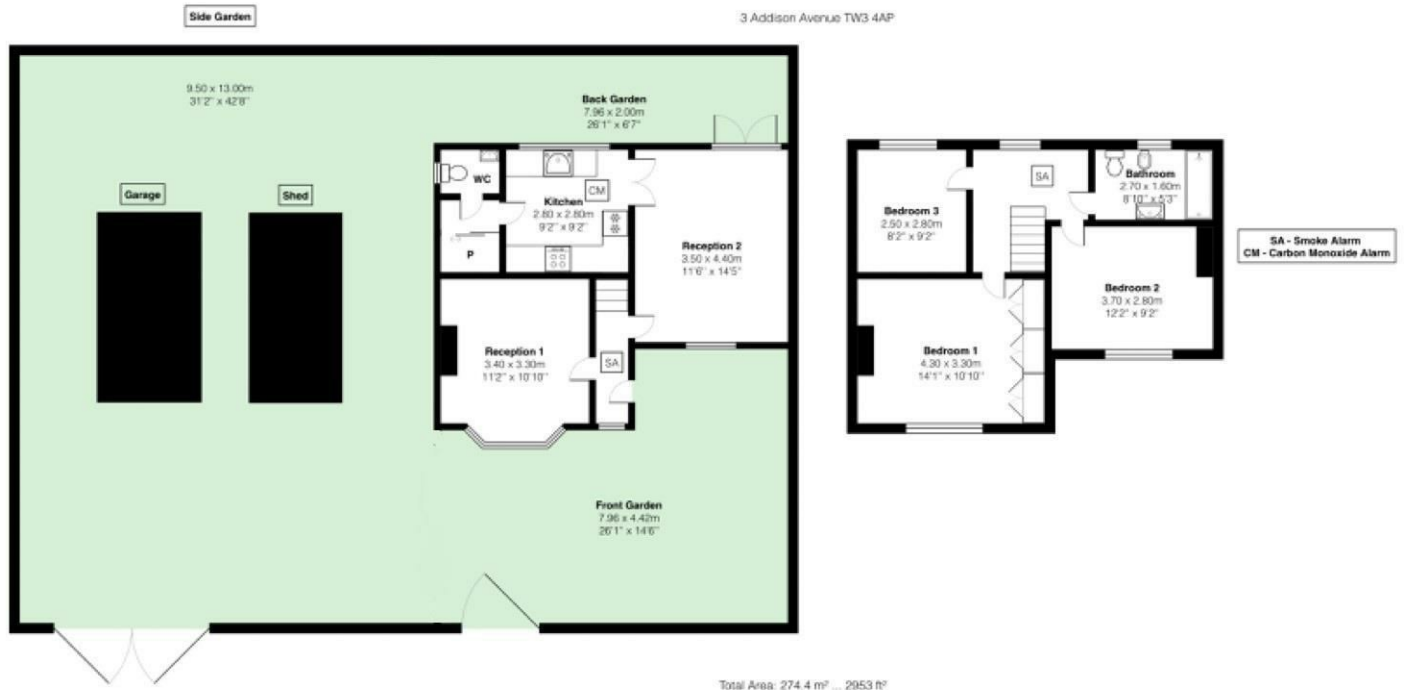 Side Garden
3 Addison Avenue TW3 4AP
9.50 x 13.00m
31'2" x 42'8"
Back Garden
7.96 x 2.00m
26'1" x 6'7"
Garage
Shed
WC
Kitchen
2.80 x 2.80m
9'2" x 9'2"
CM
P
Reception 2
3.50 x 4.40m
11'6" x 14'5"
Reception 1
3.40 x 3.30m
11'2" x 10'10"
SA
Front Garden
7.96 x 4.42m
26'1" x 14'6"
SA
Bathroom
2.70 x 1.60m
8'10" x 5'3"
Bedroom 3
2.50 x 2.80m
8'2" x 9'2"
Bedroom 2
3.70 x 2.80m
12'2" x 9'2"
Bedroom 1
4.30 x 3.30m
14'1" x 10'10"
SA - Smoke Alarm
CM - Carbon Monoxide Alarm
Total Area: 274.4 m² ... 2953 ft²